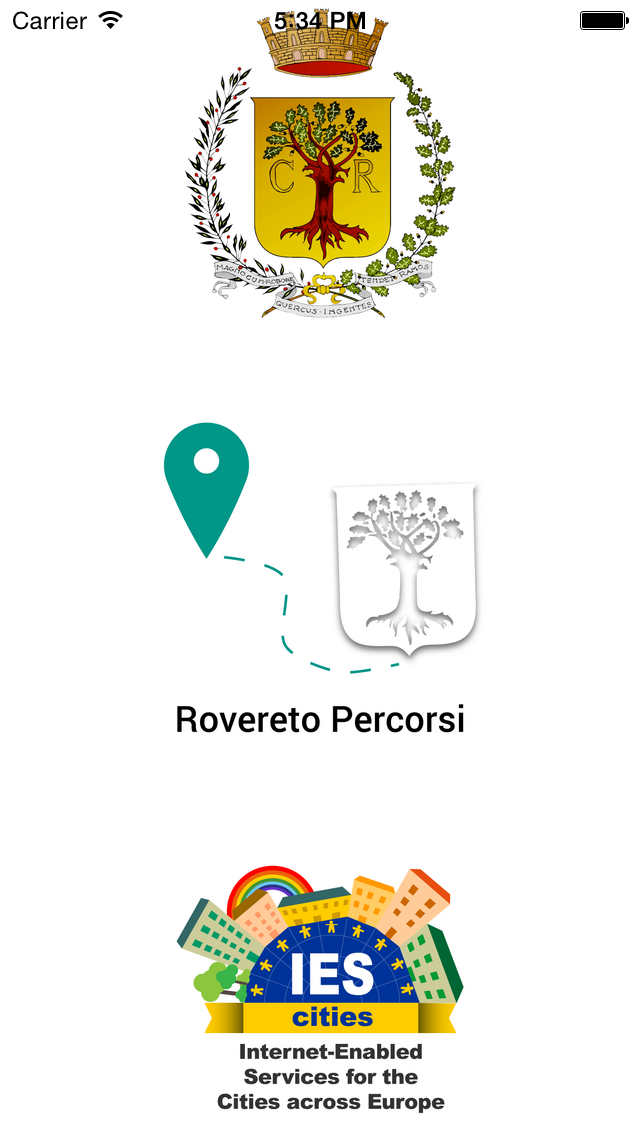 Carrier 5:34 PM
C R
MAGNO CUM ROBORE
QUERCUS·INGENTES
TENDET RAMOS
Rovereto Percorsi
IES
cities
Internet-Enabled
Services for the
Cities across Europe